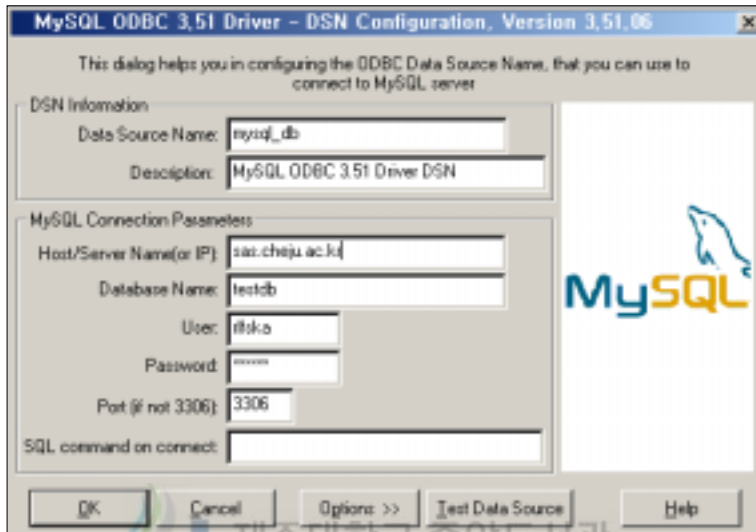 MySQL ODBC 3,51 Driver - DSN Configuration, Version 3,51,06
This dialog helps you in configuring the ODBC Data Source Name, that you can use to
connect to MySQL server
DSN Information
Data Source Name: mysql_db
Description: MySQL ODBC 3.51 Driver DSN
MySQL Connection Parameters
Host/Server Name(or IP): sas.cheju.ac.kr
Database Name: testdb
User:
Password: ******
Port (if not 3306): 3306
SQL command on connect:
MySQL
OK Cancel Options >> Test Data Source Help